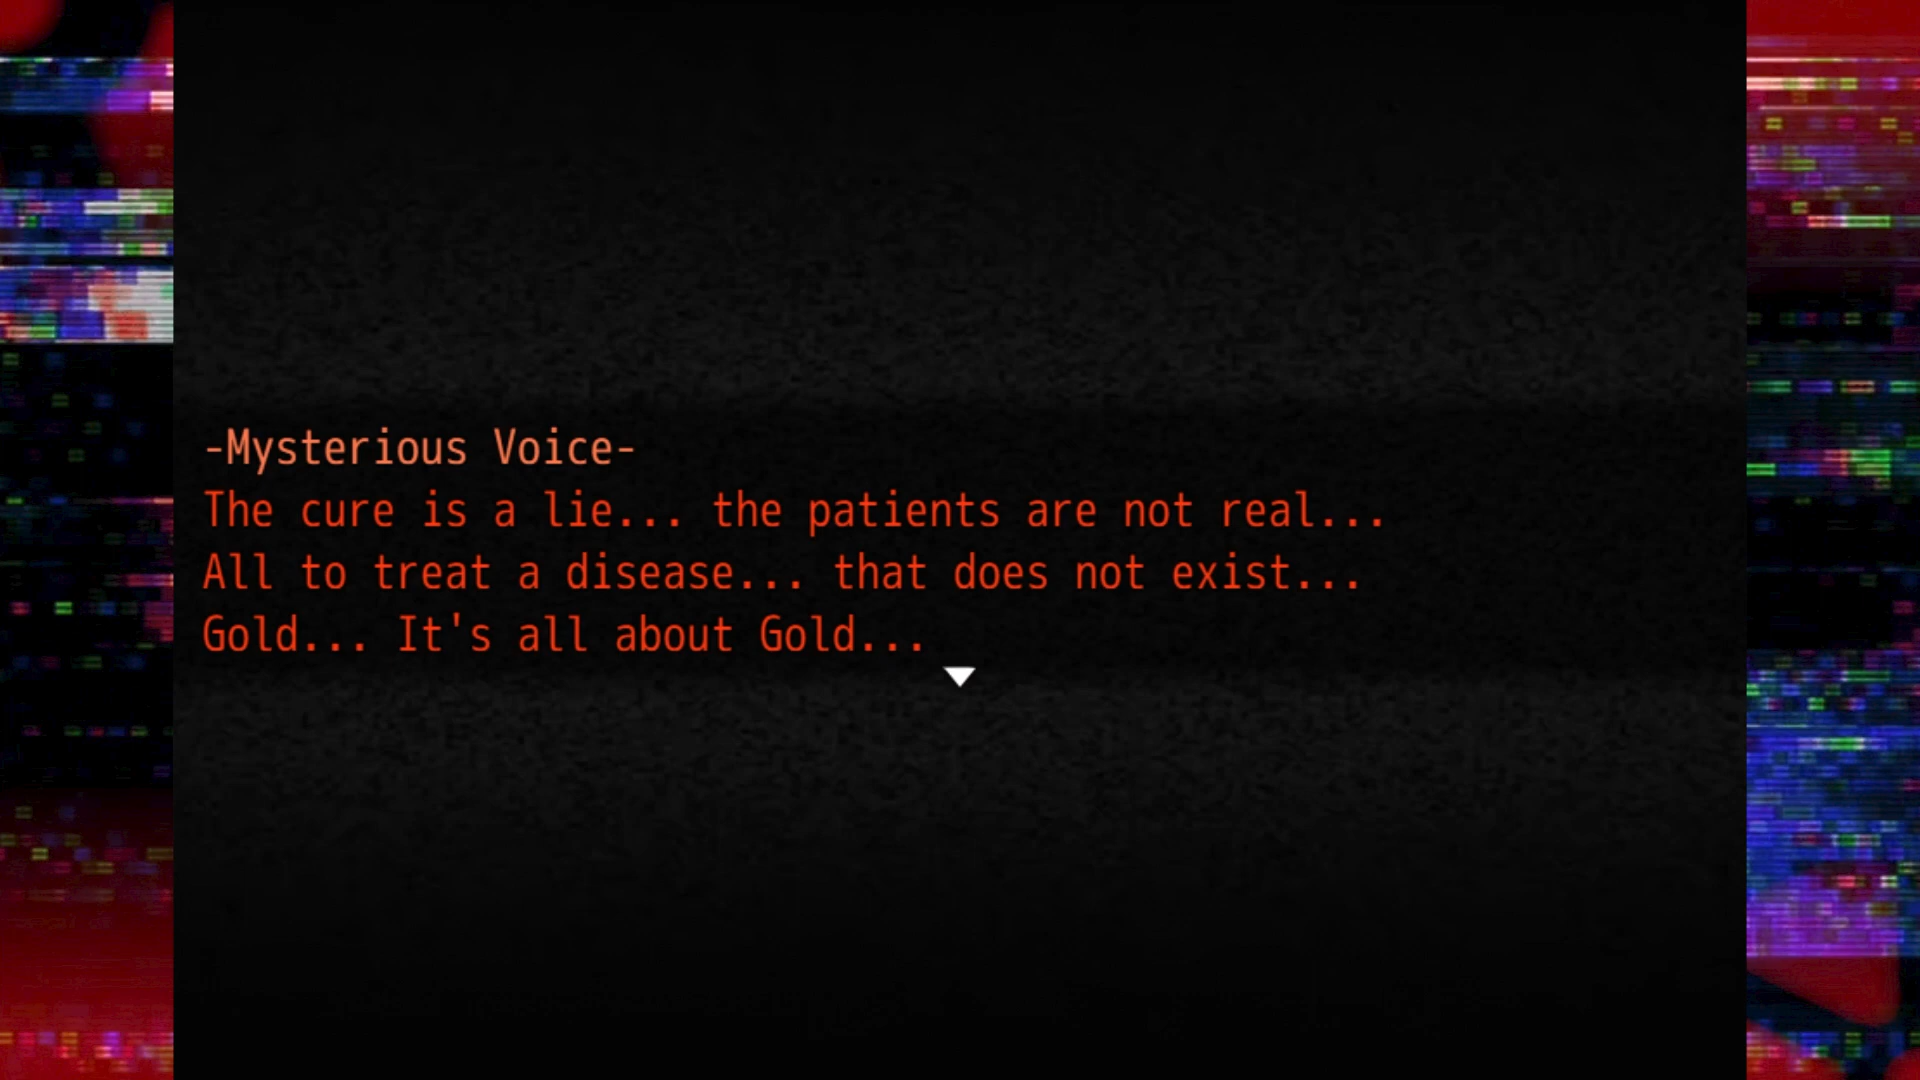 -Mysterious Voice-
The cure is a lie... the patients are not real...
All to treat a disease... that does not exist...
Gold... It's all about Gold...